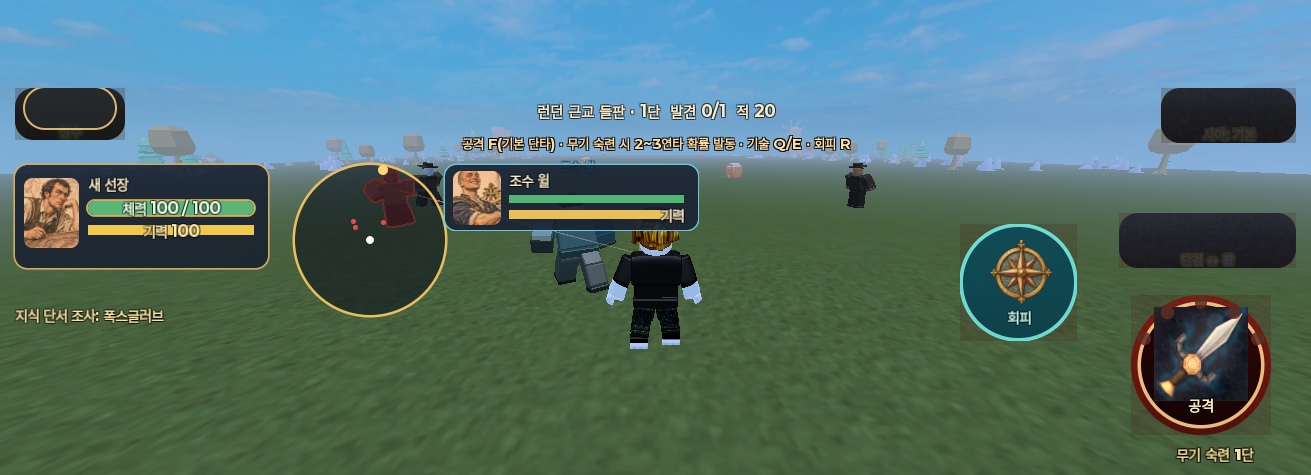 런던 근교 들판 · 1단 발견 0/1 적 20
공격 F(기본 단타) · 무기 숙련 시 2~3연타 확률 발동 · 기술 Q/E · 회피 R
새 선장
체력 100 / 100
기력 100
조수 윌
기력
지식 단서 조사: 폭스글러브
회피
공격
무기 숙련 1단